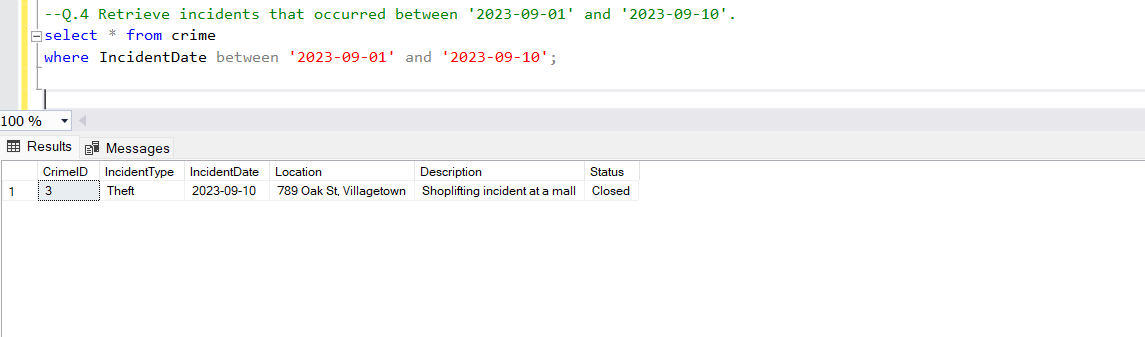 --Q.4 Retrieve incidents that occurred between '2023-09-01' and '2023-09-10'.
select * from crime
where IncidentDate between '2023-09-01' and '2023-09-10';
100 %
Results Messages
CrimeID IncidentType IncidentDate Location Description Status
1 3 Theft 2023-09-10 789 Oak St, Villagetown Shoplifting incident at a mall Closed